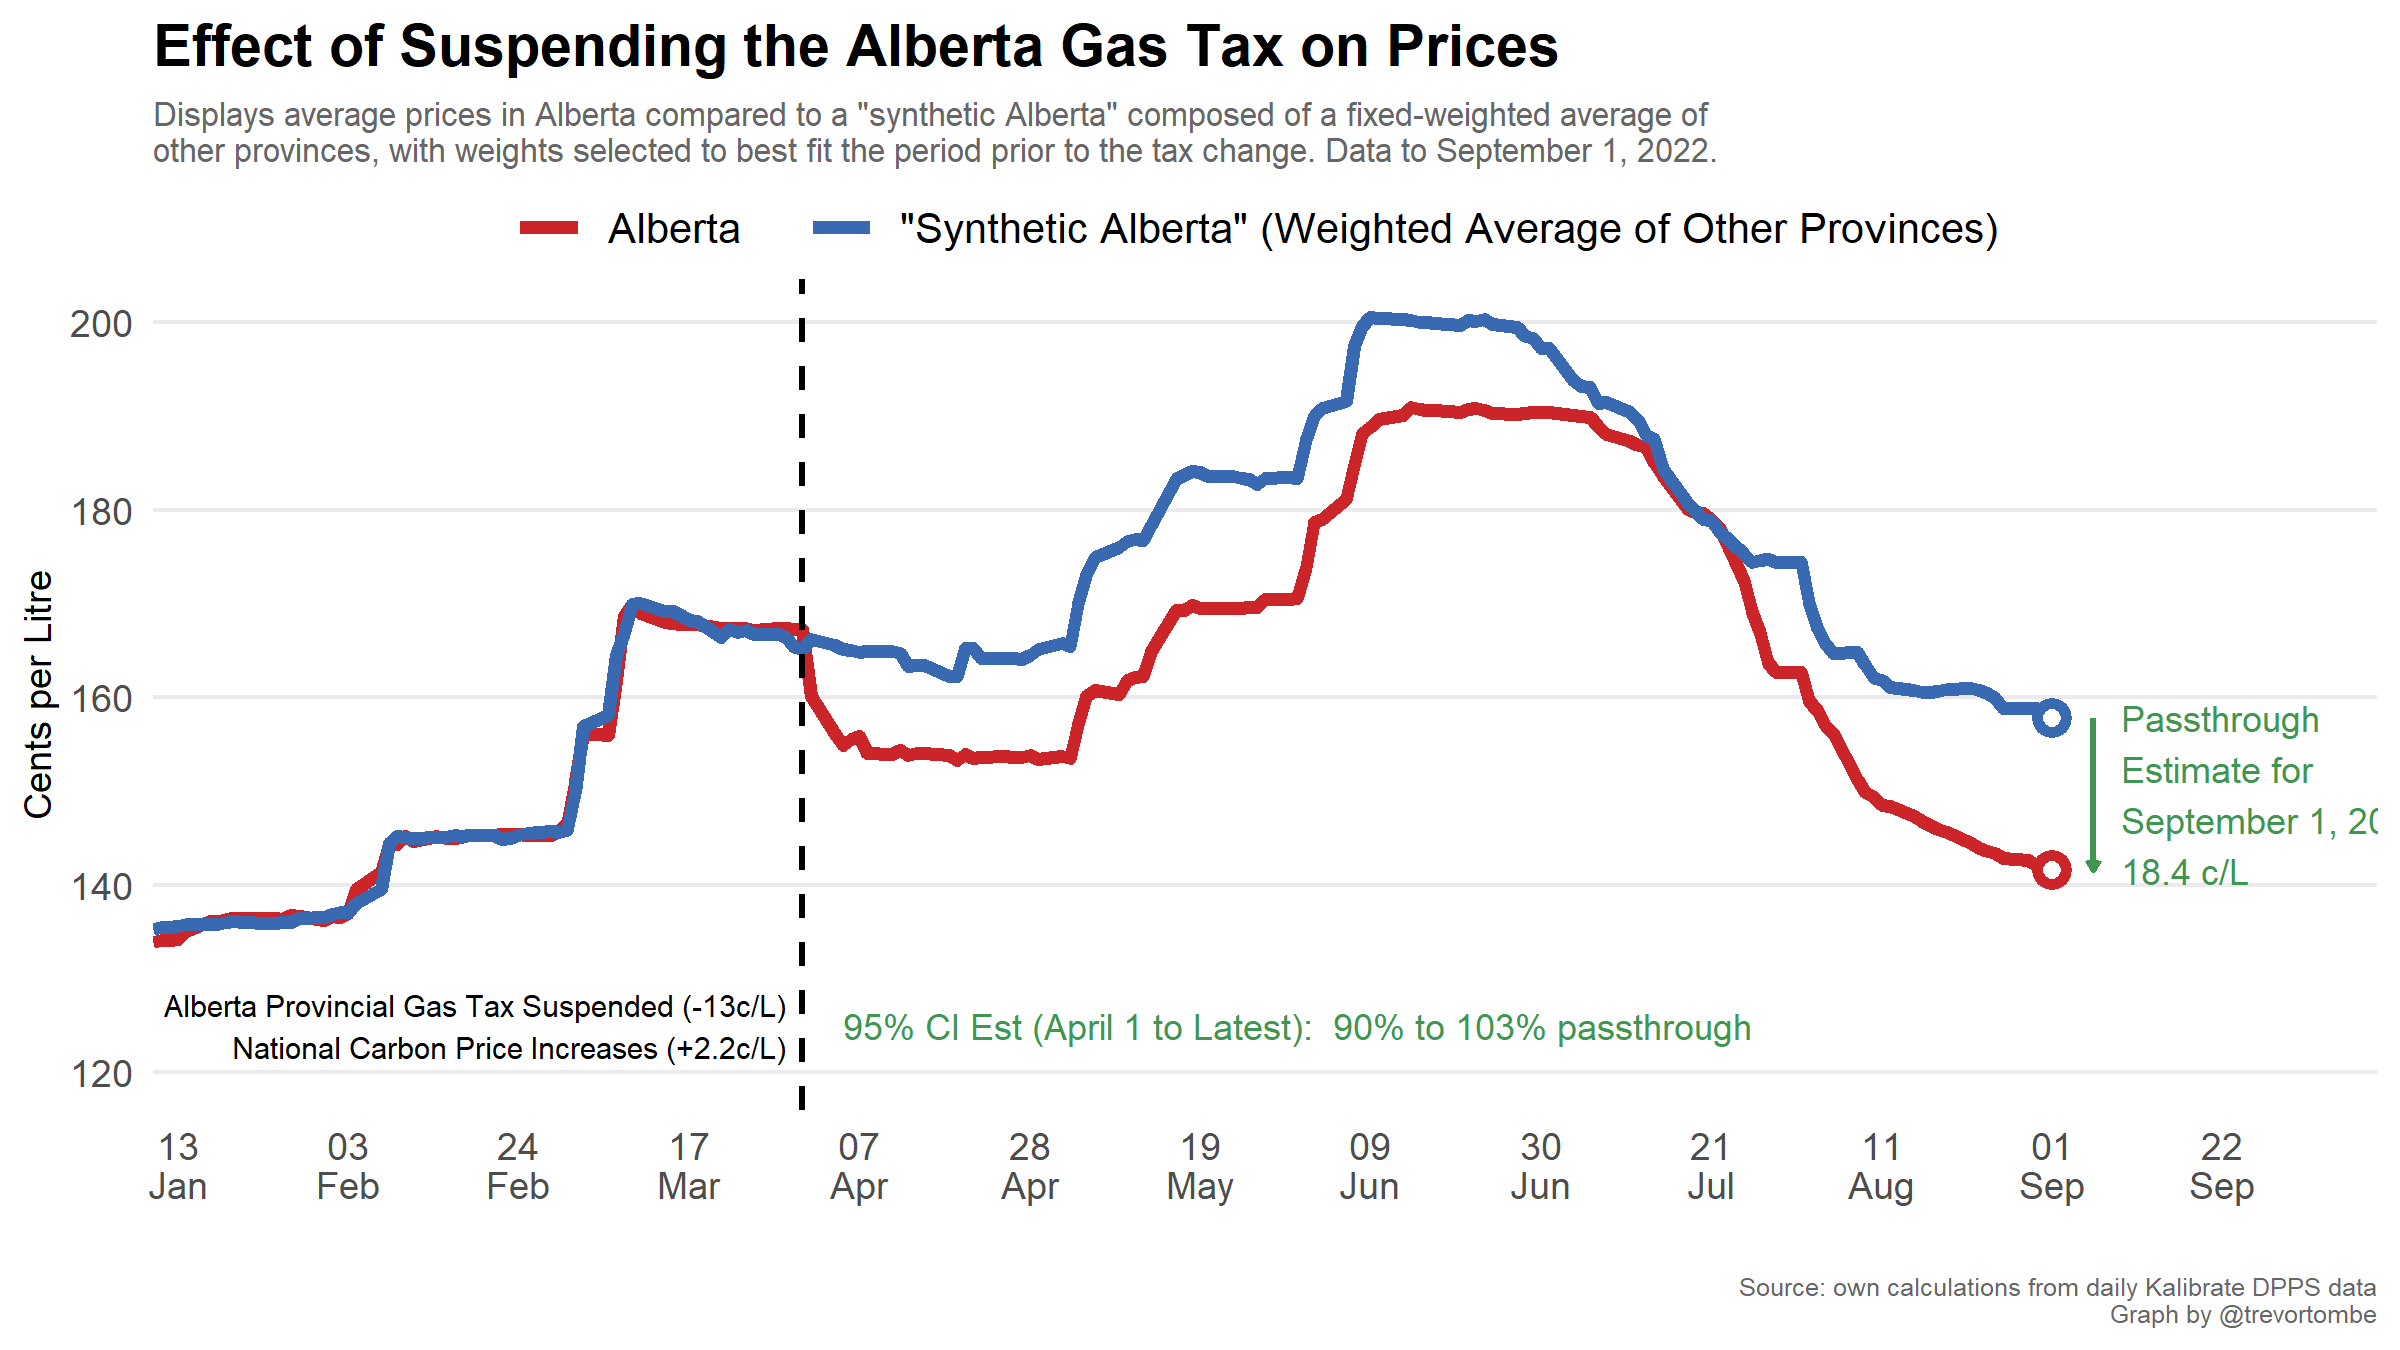 Effect of Suspending the Alberta Gas Tax on Prices
Displays average prices in Alberta compared to a "synthetic Alberta" composed of a fixed-weighted average of
other provinces, with weights selected to best fit the period prior to the tax change. Data to September 1, 2022.
Alberta
"Synthetic Alberta" (Weighted Average of Other Provinces)
Cents per Litre
200
180
160
140
120
Passthrough
Estimate for
September 1, 20
18.4 c/L
Alberta Provincial Gas Tax Suspended (-13c/L)
National Carbon Price Increases (+2.2c/L)
95% CI Est (April 1 to Latest):  90% to 103% passthrough
13 03 24 17 07 28 19 09 30 21 11 01 22
Jan Feb Feb Mar Apr Apr May Jun Jun Jul Aug Sep Sep
Source: own calculations from daily Kalibrate DPPS data
Graph by @trevortombe